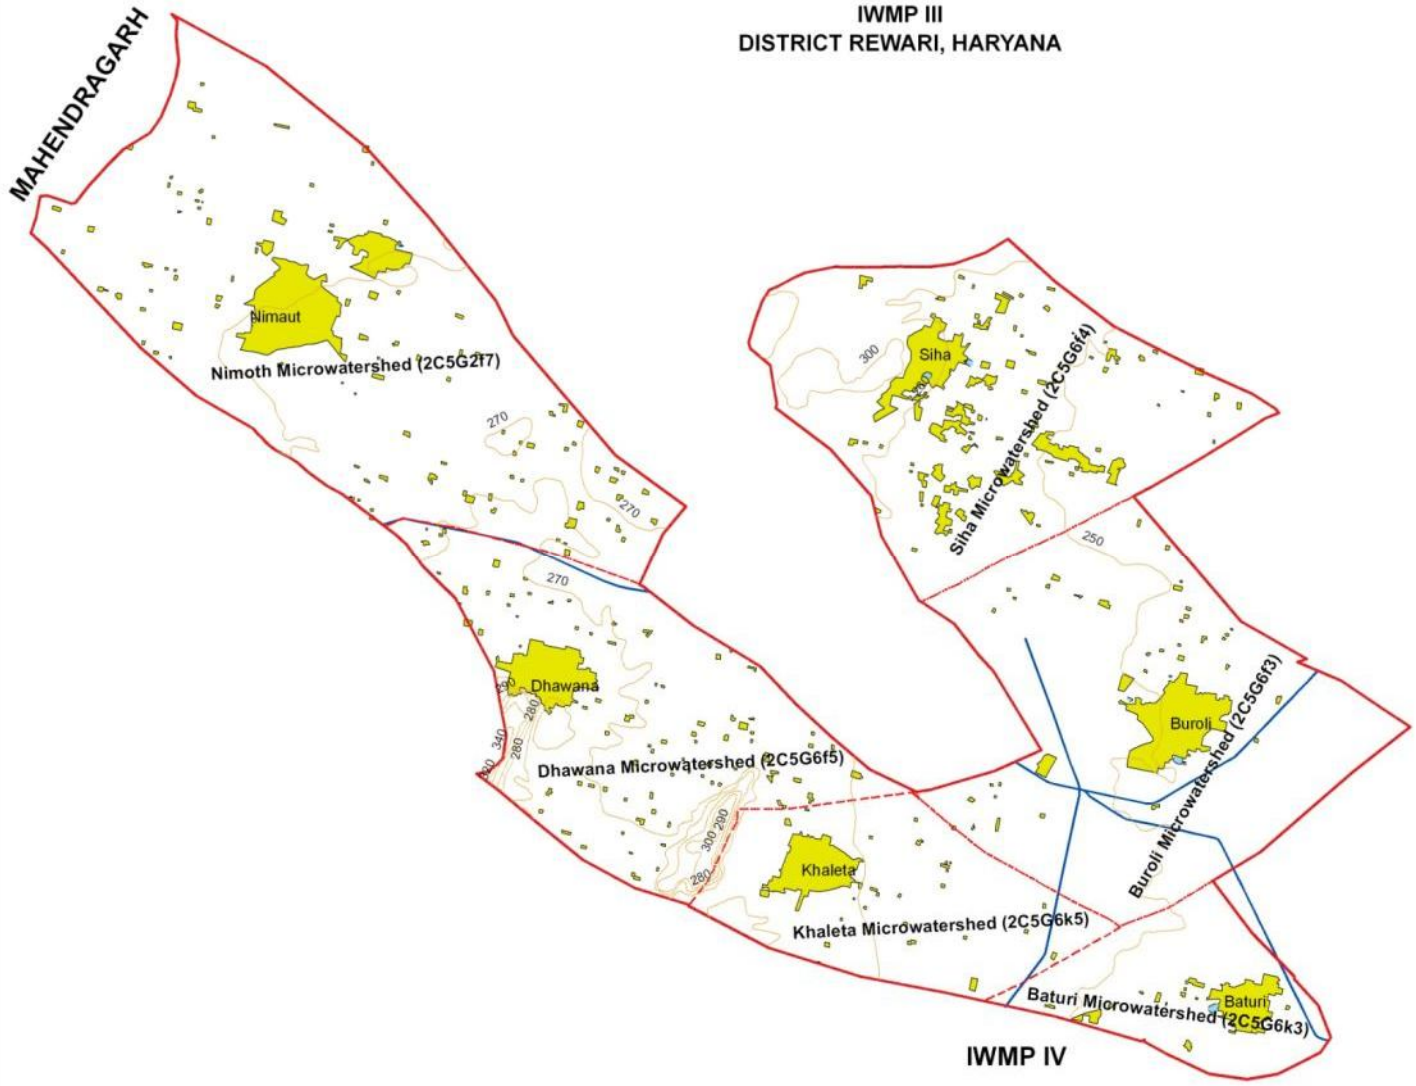 IWMP III
DISTRICT REWARI, HARYANA
MAHENDRAGARH
Nimaut
Nimoth Microwatershed (2C5G2f7)
270
270
270
300
Siha
Siha Microwatershed (2C5G6f4)
250
Dhawana
280
340
280
Dhawana Microwatershed (2C5G6f5)
290
300
280
Buroli
Buroli Microwatershed (2C5G6f3)
Khaleta
Khaleta Microwatershed (2C5G6k5)
Baturi
Baturi Microwatershed (2C5G6k3)
IWMP IV